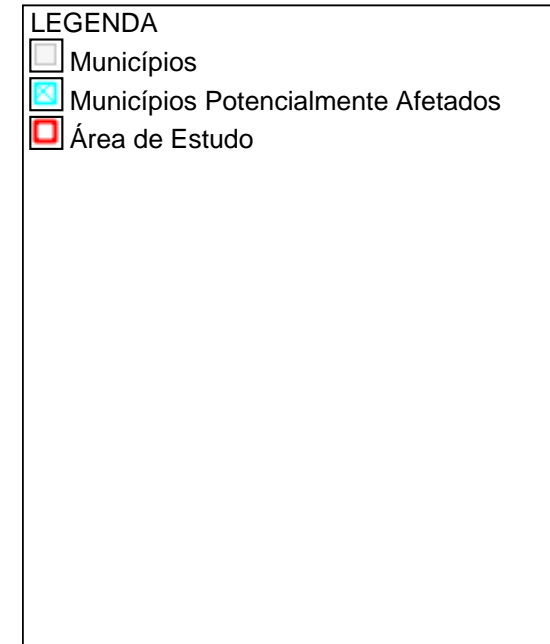 LEGENDA
Municípios
Municípios Potencialmente Afetados
Área de Estudo